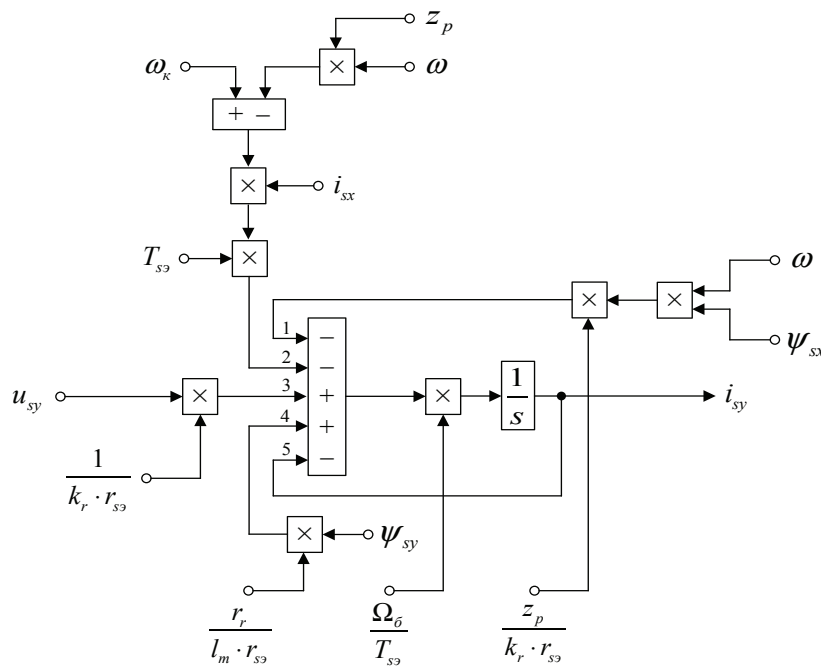 z_p
ω_к
×
ω
+ −
×
i_sx
T_sэ
×
ω
×
×
1
−
ψ_sx
2
−
u_sy
×
3
+
×
1/s
i_sy
4
+
5
−
1/(k_r · r_sэ)
×
ψ_sy
r_r/(l_m · r_sэ)
Ω_б/T_sэ
z_p/(k_r · r_sэ)